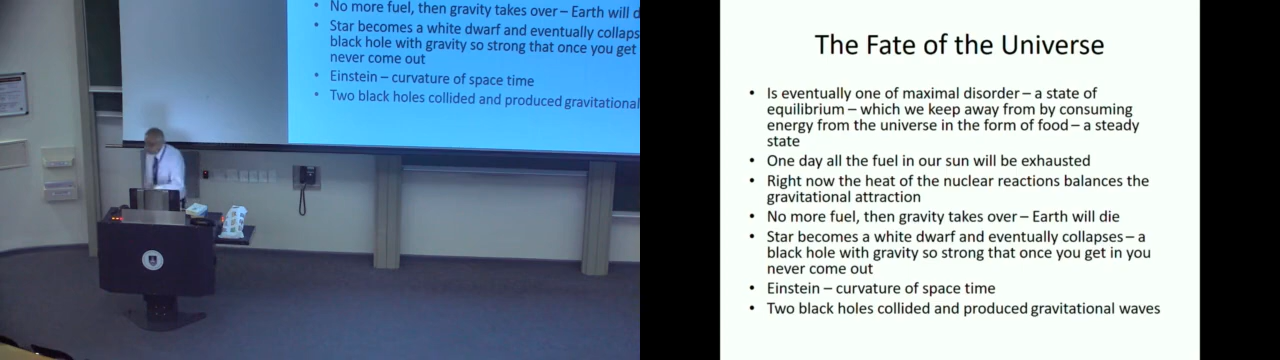 No more fuel, then gravity takes over – Earth will d
Star becomes a white dwarf and eventually collaps
black hole with gravity so strong that once you get
never come out
Einstein – curvature of space time
Two black holes collided and produced gravitational
The Fate of the Universe
Is eventually one of maximal disorder – a state of
equilibrium – which we keep away from by consuming
energy from the universe in the form of food – a steady
state
One day all the fuel in our sun will be exhausted
Right now the heat of the nuclear reactions balances the
gravitational attraction
No more fuel, then gravity takes over – Earth will die
Star becomes a white dwarf and eventually collapses – a
black hole with gravity so strong that once you get in you
never come out
Einstein – curvature of space time
Two black holes collided and produced gravitational waves